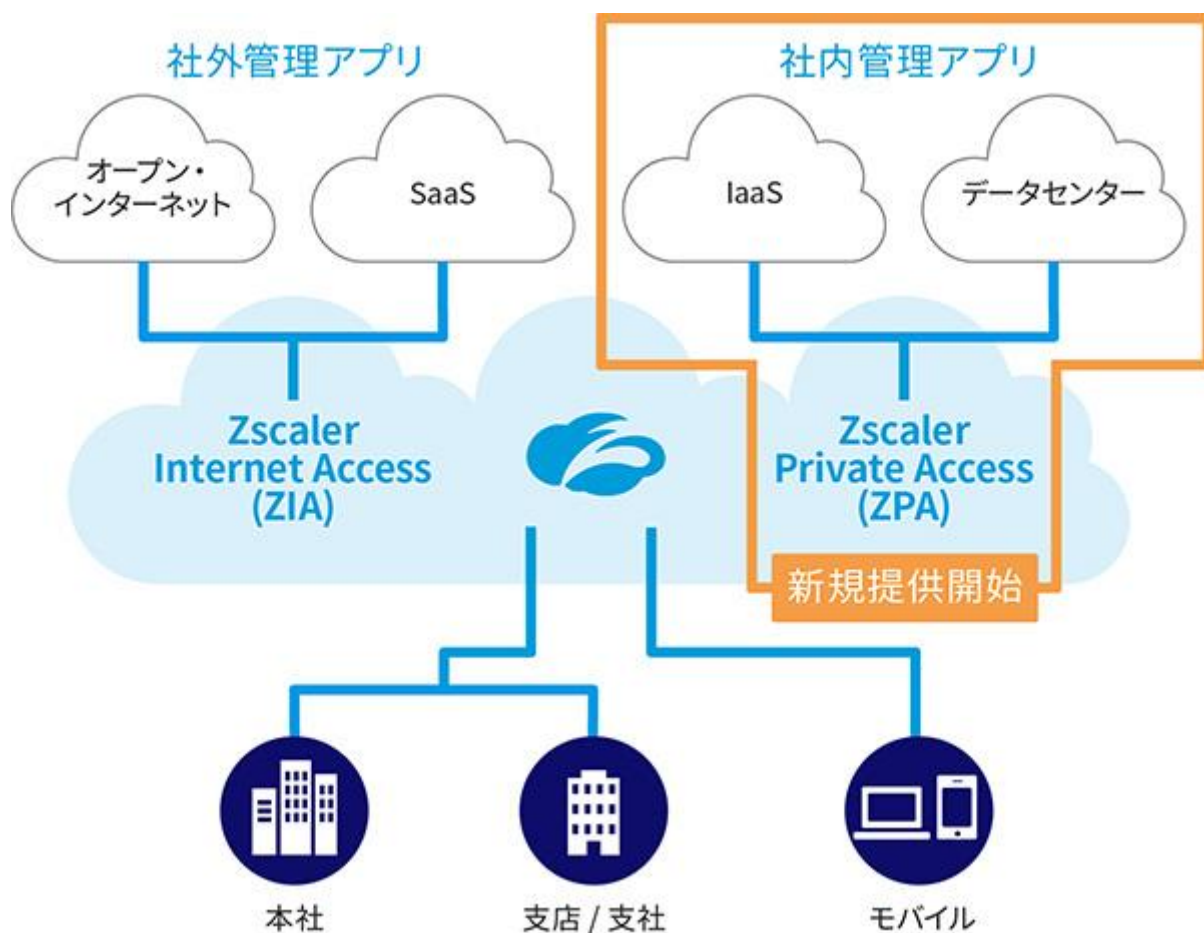 社外管理アプリ
社内管理アプリ
オープン・
インターネット
SaaS
IaaS
データセンター
Zscaler
Internet Access
(ZIA)
Zscaler
Private Access
(ZPA)
新規提供開始
本社
支店 / 支社
モバイル